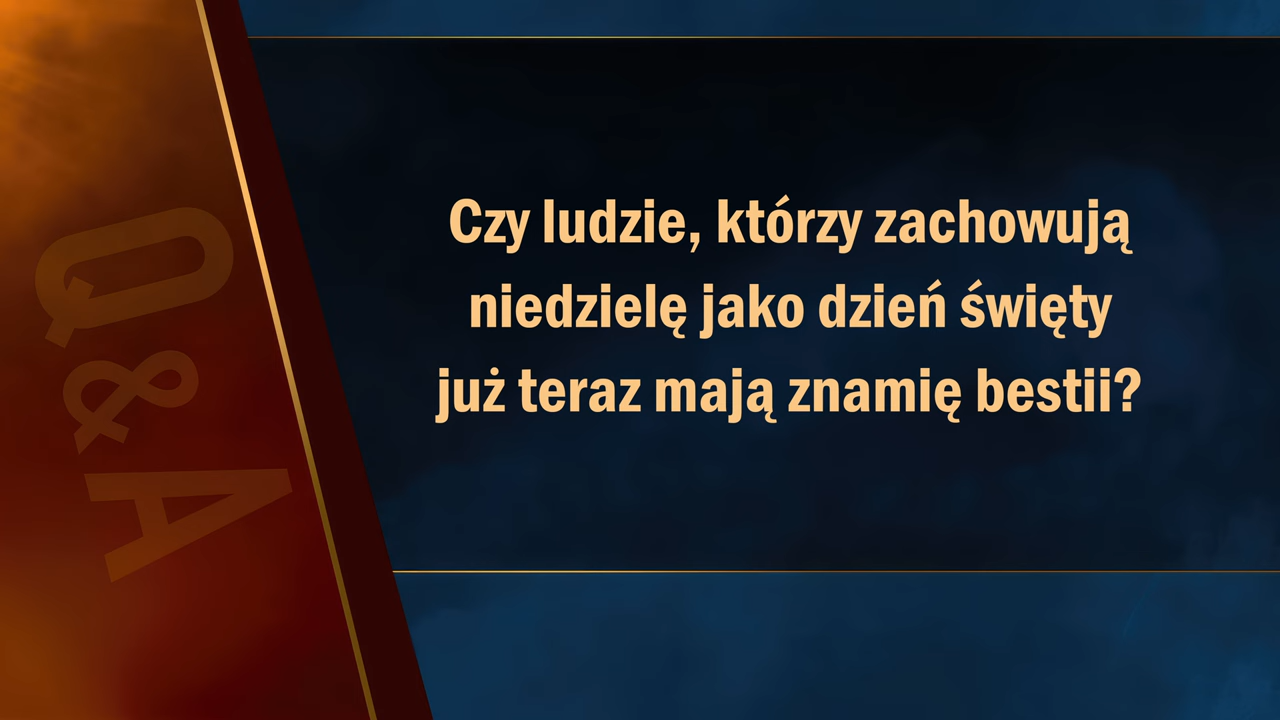 Q&A
Czy ludzie, którzy zachowują
niedzielę jako dzień święty
już teraz mają znamię bestii?